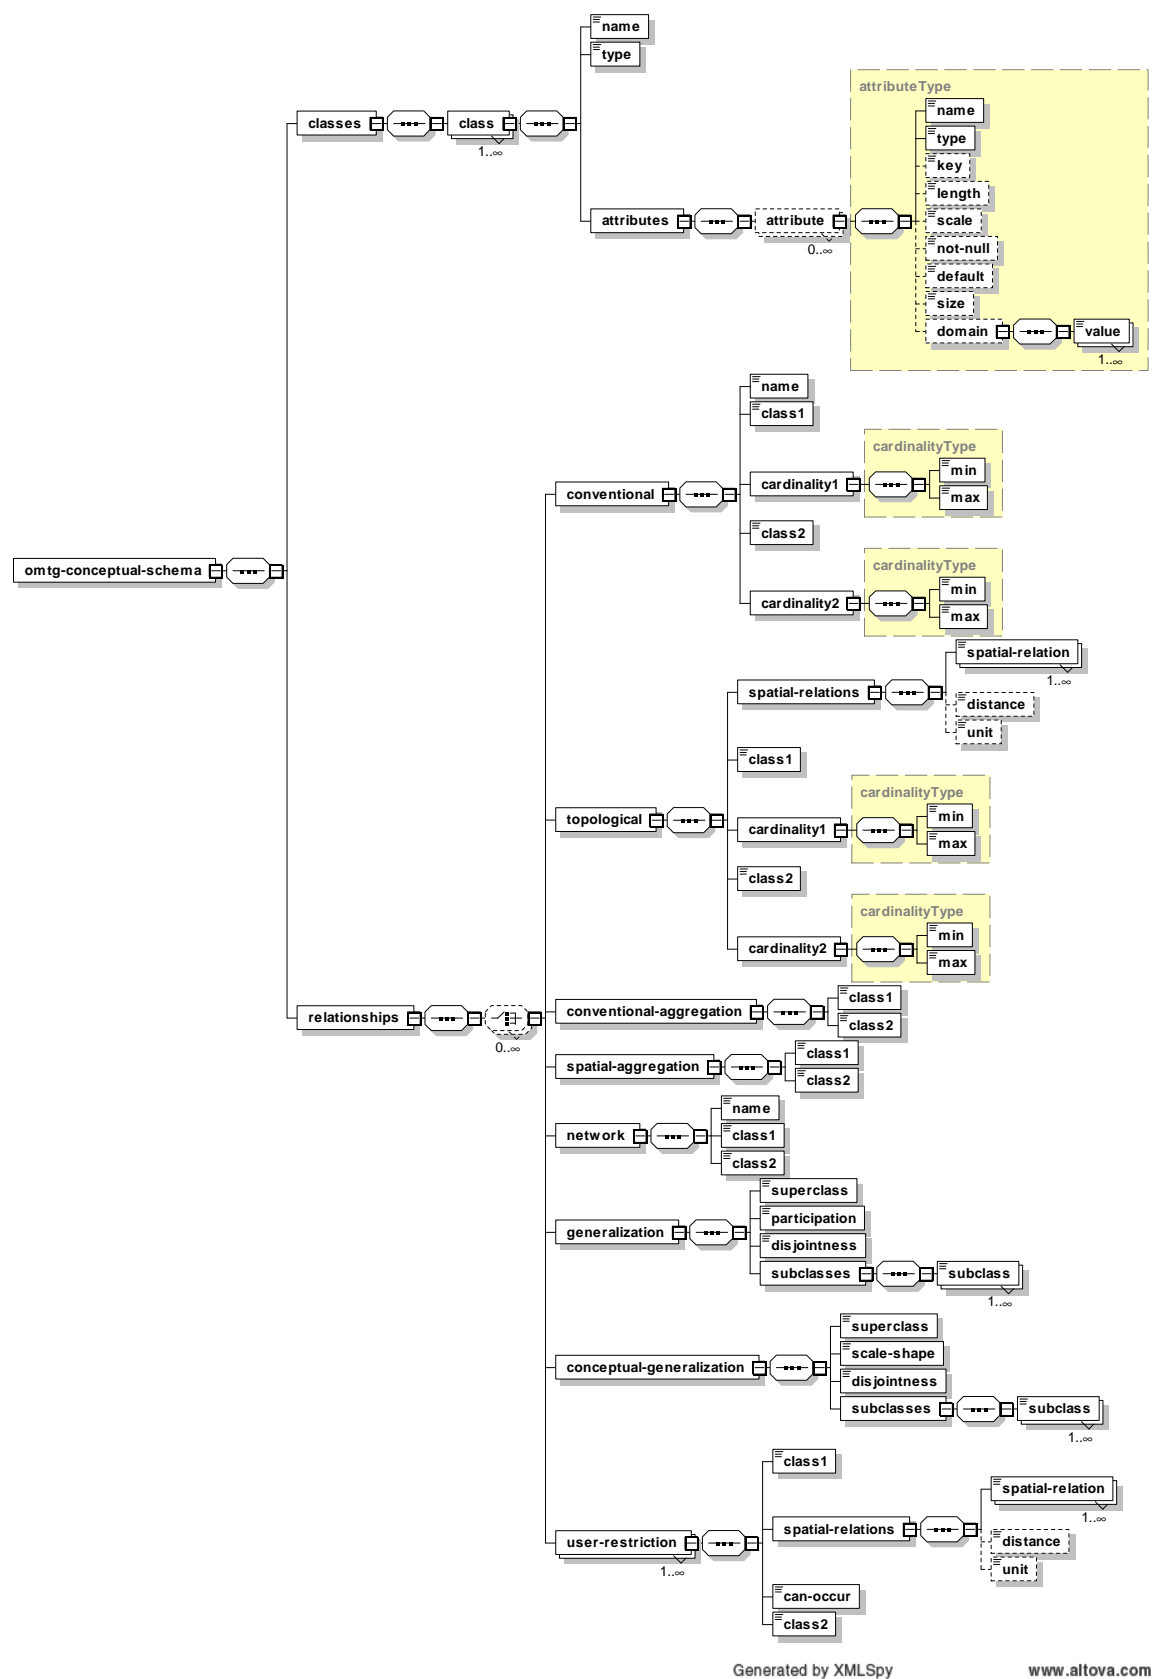 name
type
attributeType
name
classes
class
1..∞
type
key
length
attributes
attribute
0..∞
scale
not-null
default
size
domain
value
1..∞
name
class1
cardinalityType
min
cardinality1
max
conventional
class2
cardinalityType
omtg-conceptual-schema
min
cardinality2
max
spatial-relation
1..∞
spatial-relations
distance
unit
class1
cardinalityType
min
topological
cardinality1
max
class2
cardinalityType
min
cardinality2
max
class1
relationships
0..∞
conventional-aggregation
class2
class1
spatial-aggregation
class2
name
network
class1
class2
superclass
participation
generalization
disjointness
subclasses
subclass
1..∞
superclass
scale-shape
conceptual-generalization
disjointness
subclasses
subclass
1..∞
class1
spatial-relation
1..∞
spatial-relations
user-restriction
1..∞
distance
unit
can-occur
class2
Generated by XMLSpy www.altova.com